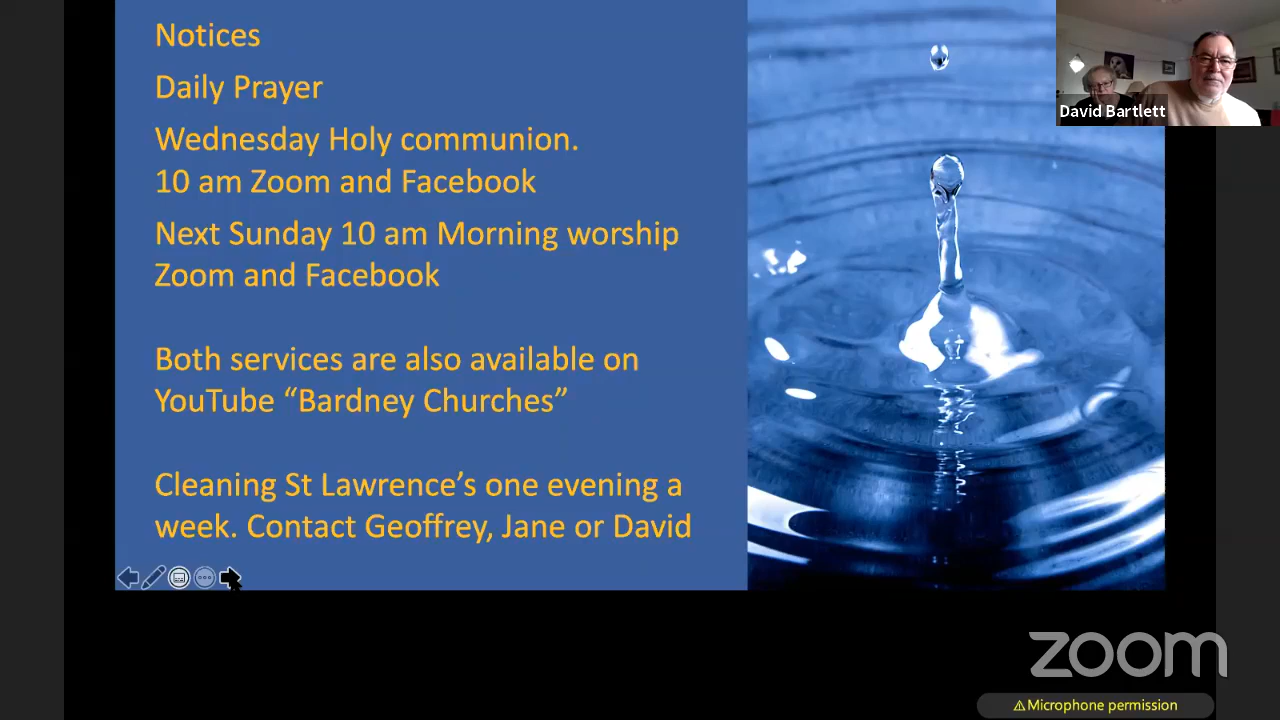 Notices
Daily Prayer
Wednesday Holy communion.
10 am Zoom and Facebook
Next Sunday 10 am Morning worship
Zoom and Facebook
Both services are also available on
YouTube “Bardney Churches”
Cleaning St Lawrence’s one evening a
week. Contact Geoffrey, Jane or David
David Bartlett
zoom
⚠Microphone permission